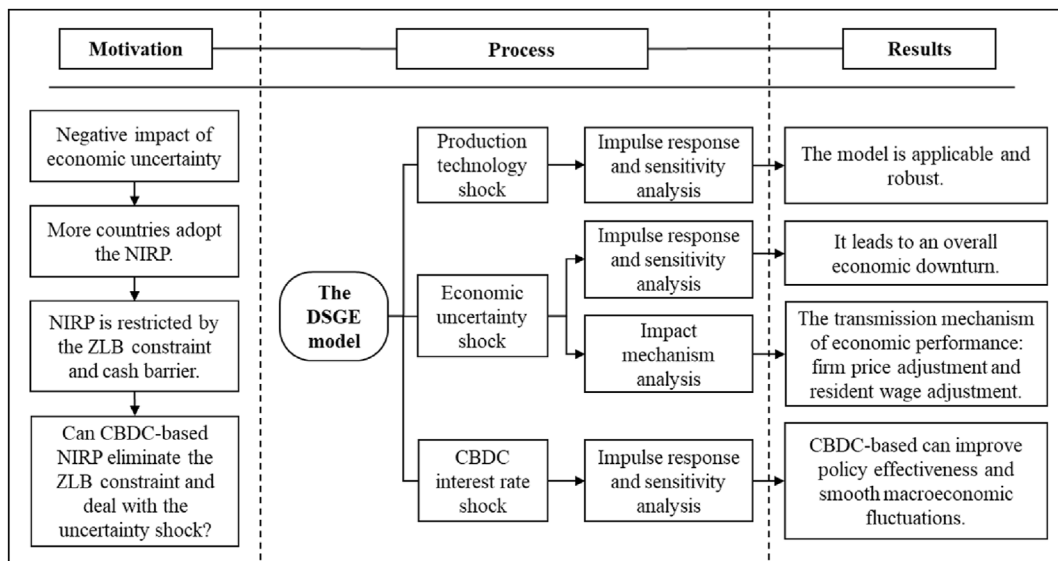 Motivation
Process
Results
Negative impact of
economic uncertainty
More countries adopt
the NIRP.
NIRP is restricted by
the ZLB constraint
and cash barrier.
Can CBDC-based
NIRP eliminate the
ZLB constraint and
deal with the
uncertainty shock?
The
DSGE
model
Production
technology
shock
Impulse response
and sensitivity
analysis
The model is applicable and
robust.
Economic
uncertainty
shock
Impulse response
and sensitivity
analysis
It leads to an overall
economic downturn.
Impact
mechanism
analysis
The transmission mechanism
of economic performance:
firm price adjustment and
resident wage adjustment.
CBDC
interest rate
shock
Impulse response
and sensitivity
analysis
CBDC-based can improve
policy effectiveness and
smooth macroeconomic
fluctuations.